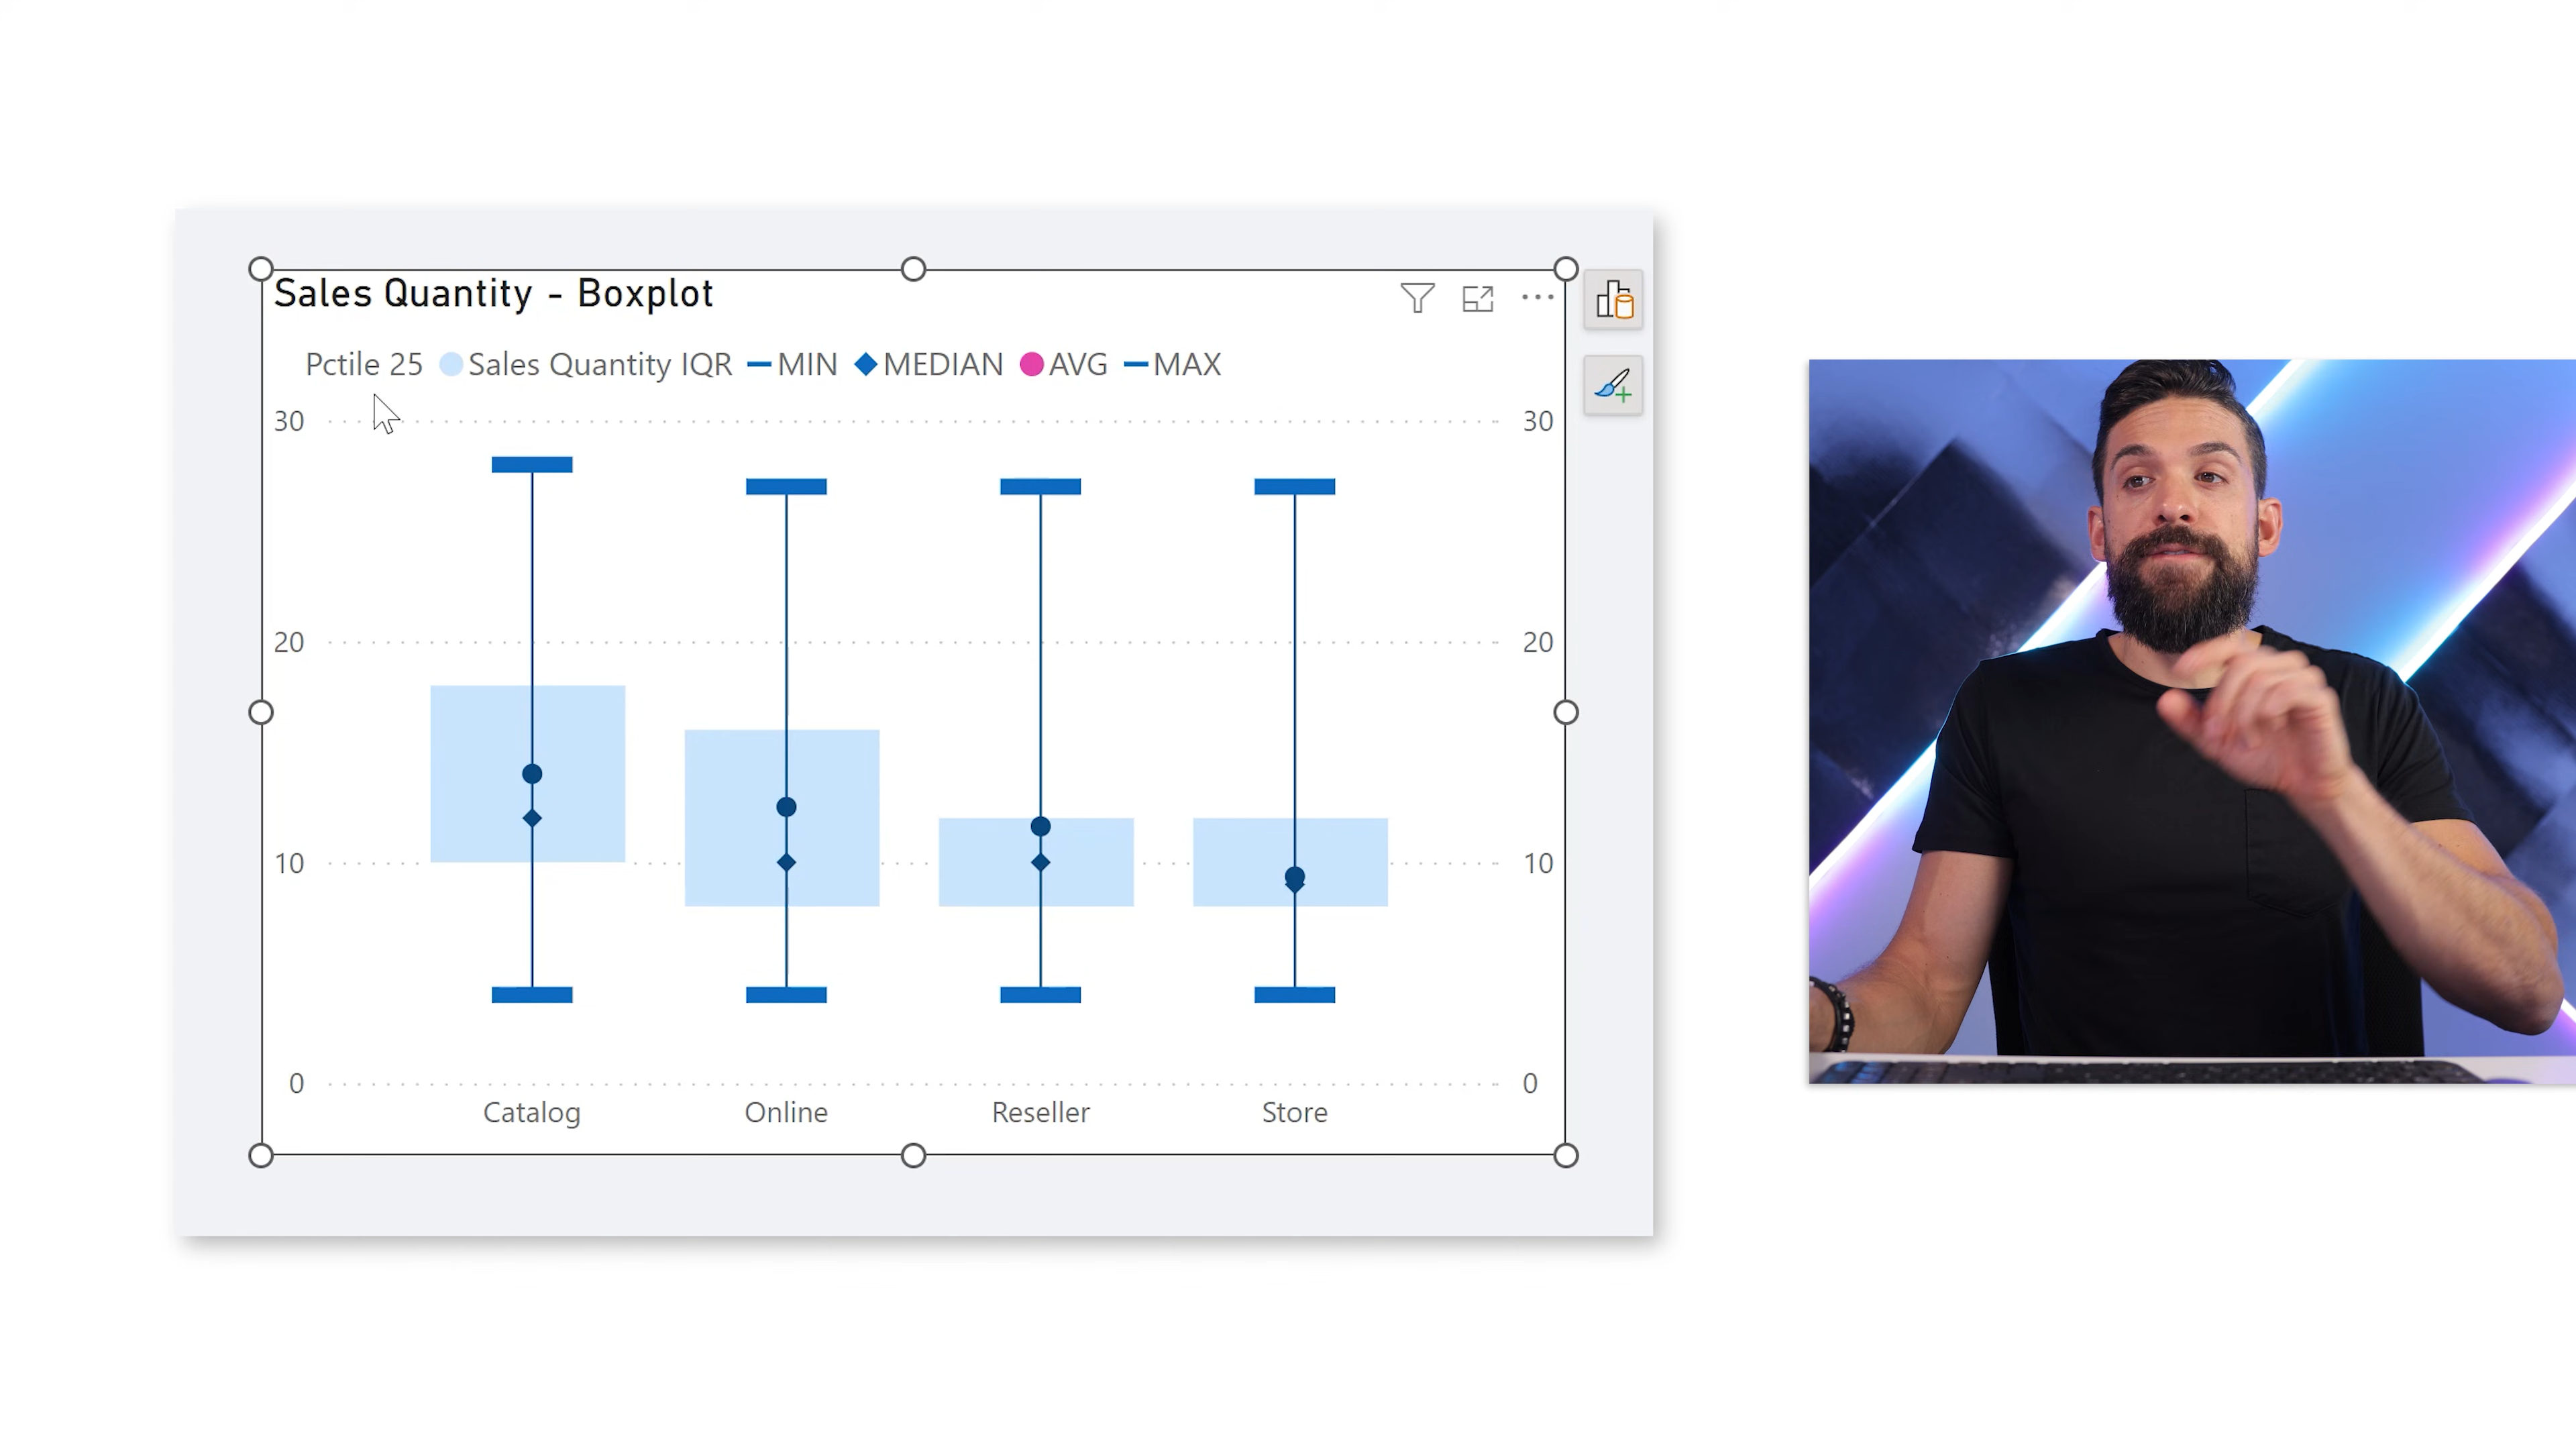 Sales Quantity - Boxplot
Pctile 25 Sales Quantity IQR MIN MEDIAN AVG MAX
30 30
20 20
10 10
0 0
Catalog Online Reseller Store